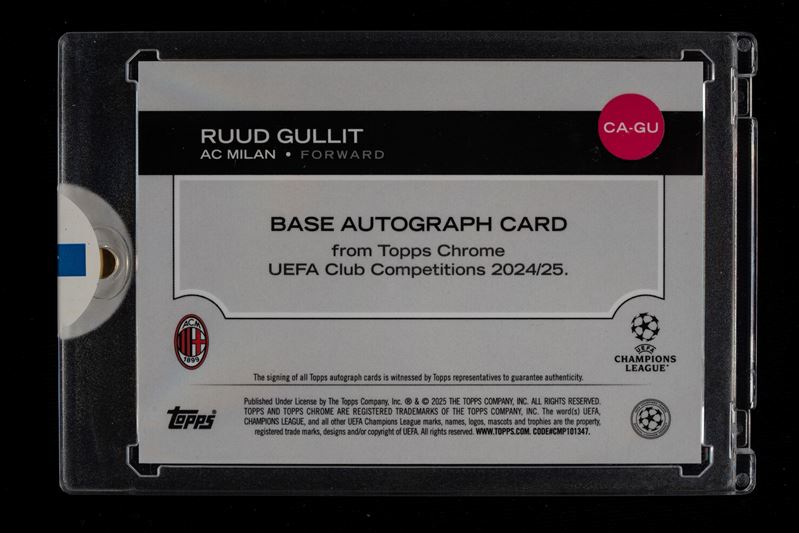 CA-GU
RUUD GULLIT
AC MILAN • FORWARD
BASE AUTOGRAPH CARD
from Topps Chrome
UEFA Club Competitions 2024/25.
ACM
1899
UEFA
CHAMPIONS
LEAGUE®
The signing of all Topps autograph cards is witnessed by Topps representatives to guarantee authenticity.
Topps®
Published Under License by The Topps Company, Inc. ® & © 2025 THE TOPPS COMPANY, INC. ALL RIGHTS RESERVED.
TOPPS AND TOPPS CHROME ARE REGISTERED TRADEMARKS OF THE TOPPS COMPANY, INC. The word(s) UEFA,
CHAMPIONS LEAGUE, and all other UEFA Champions League marks, names, logos, mascots and trophies are the property,
registered trade marks, designs and/or copyright of UEFA. All rights reserved. WWW.TOPPS.COM. CODE#CMP101347.